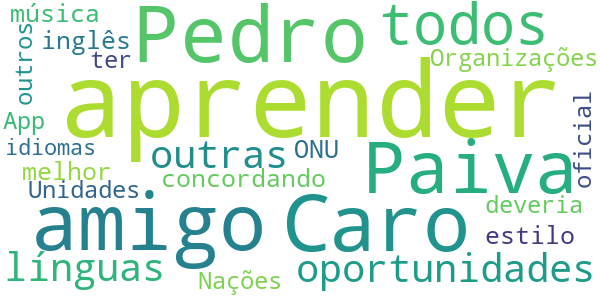 música
Pedro
todos
inglês
outros
ter
Organizações
aprender
App
idiomas
outras
ONU
Paiva
oficial
melhor
concordando
Unidades
amigo
Caro
deveria
estilo
línguas
Nações
oportunidades